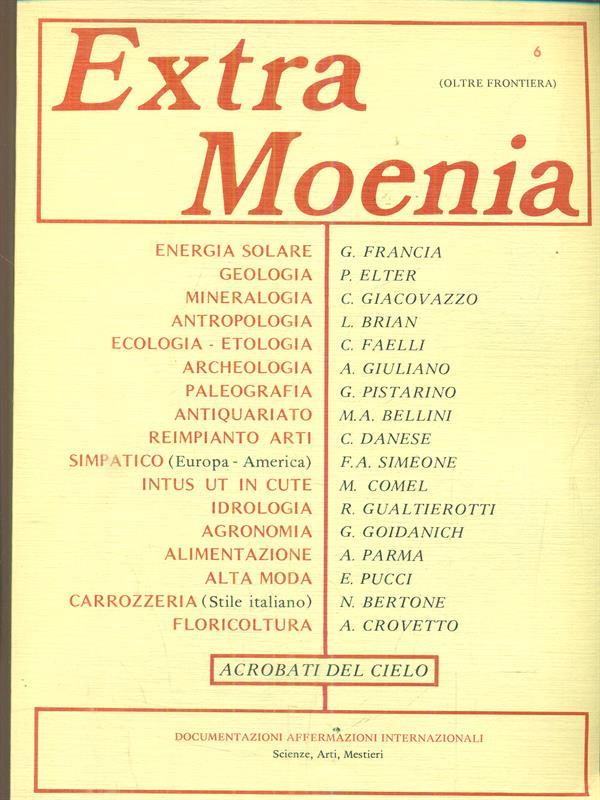 Extra
6
(OLTRE FRONTIERA)
Moenia
ENERGIA SOLARE G. FRANCIA
GEOLOGIA P. ELTER
MINERALOGIA C. GIACOVAZZO
ANTROPOLOGIA L. BRIAN
ECOLOGIA - ETOLOGIA C. FAELLI
ARCHEOLOGIA A. GIULIANO
PALEOGRAFIA G. PISTARINO
ANTIQUARIATO M.A. BELLINI
REIMPIANTO ARTI C. DANESE
SIMPATICO (Europa - America) F.A. SIMEONE
INTUS UT IN CUTE M. COMEL
IDROLOGIA R. GUALTIEROTTI
AGRONOMIA G. GOIDANICH
ALIMENTAZIONE A. PARMA
ALTA MODA E. PUCCI
CARROZZERIA (Stile italiano) N. BERTONE
FLORICOLTURA A. CROVETTO
ACROBATI DEL CIELO
DOCUMENTAZIONI AFFERMAZIONI INTERNAZIONALI
Scienze, Arti, Mestieri